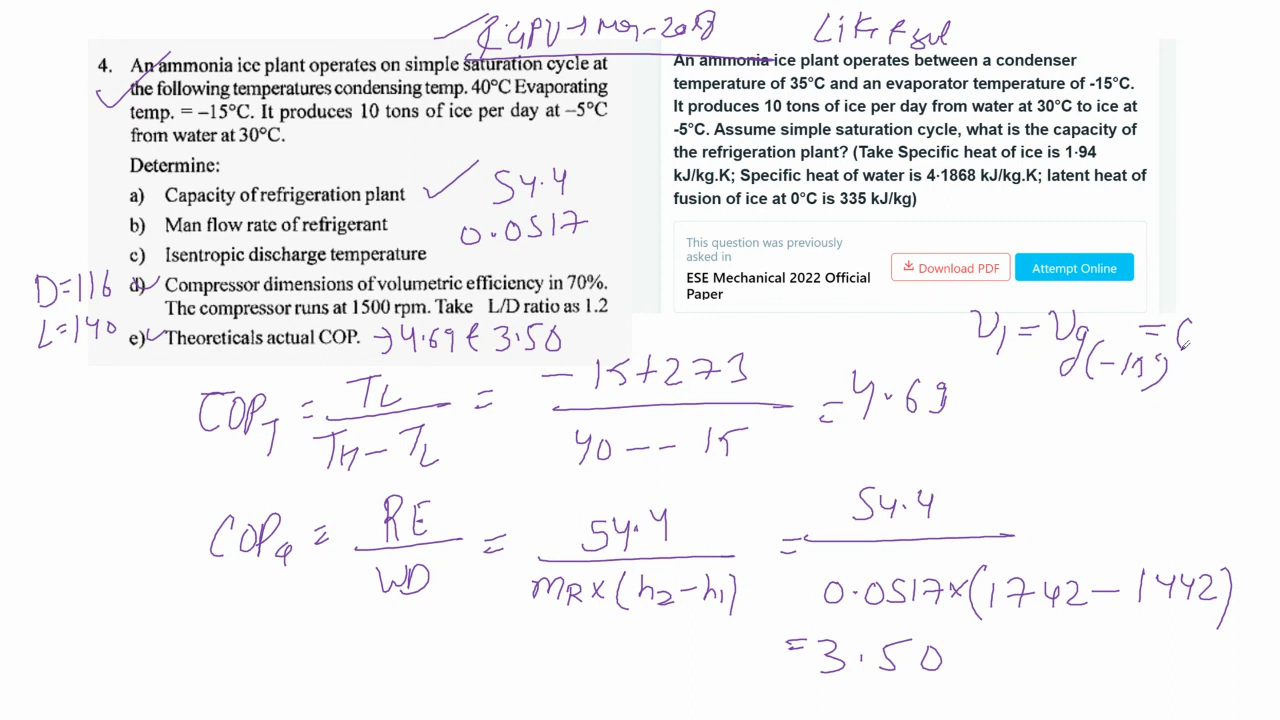 R.GPV → May-2018
4. An ammonia ice plant operates on simple saturation cycle at
the following temperatures condensing temp. 40°C Evaporating
temp. = −15°C. It produces 10 tons of ice per day at −5°C
from water at 30°C.
Determine:
a) Capacity of refrigeration plant
54.4
b) Man flow rate of refrigerant
0.0517
c) Isentropic discharge temperature
d) Compressor dimensions of volumetric efficiency in 70%.
The compressor runs at 1500 rpm. Take L/D ratio as 1.2
D=116
L=140
e) Theoreticals actual COP. → 4.69 & 3.50
An ammonia ice plant operates between a condenser
temperature of 35°C and an evaporator temperature of -15°C.
It produces 10 tons of ice per day from water at 30°C to ice at
-5°C. Assume simple saturation cycle, what is the capacity of
the refrigeration plant? (Take Specific heat of ice is 1·94
kJ/kg.K; Specific heat of water is 4·1868 kJ/kg.K; latent heat of
fusion of ice at 0°C is 335 kJ/kg)
This question was previously
asked in
ESE Mechanical 2022 Official
Paper
Download PDF
Attempt Online
V1 = Vg(-15°) = 0
COPT = TL / TH − TL = −15+273 / 40−−15 = 4.69
COPa = RE / WD = 54.4 / mR×(h2−h1) = 54.4 / 0.0517×(1742−1442)
= 3.50